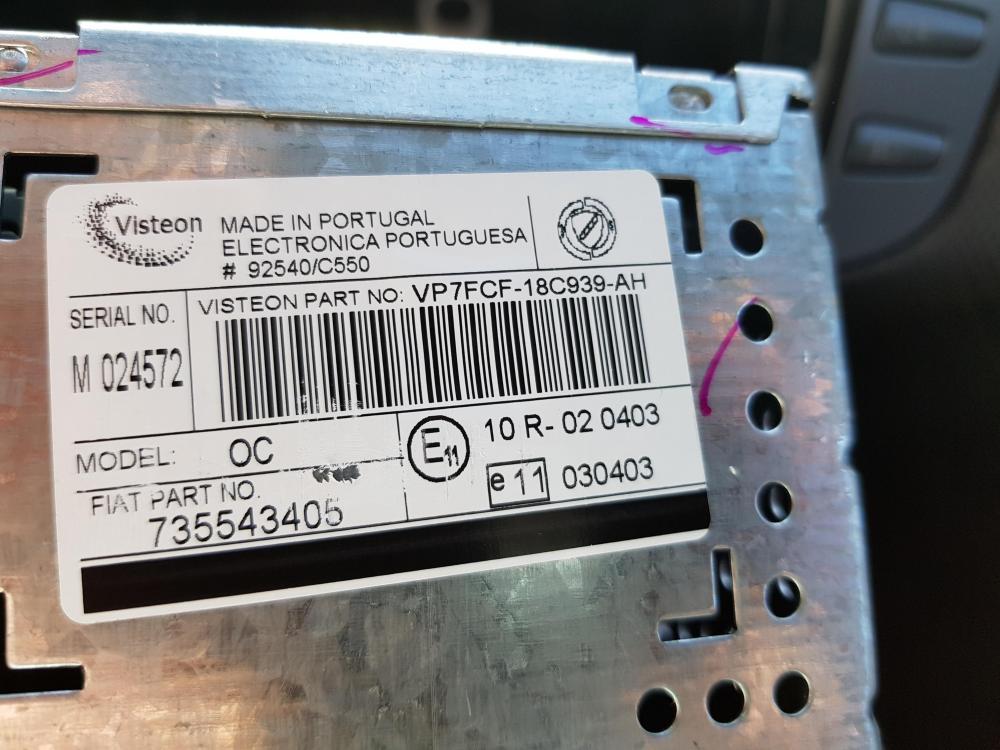 Visteon
MADE IN PORTUGAL
ELECTRONICA PORTUGUESA
# 92540/C550
SERIAL NO.
M 024572
VISTEON PART NO: VP7FCF-18C939-AH
MODEL: OC
E11
10 R- 02 0403
e 11
030403
FIAT PART NO.
735543405